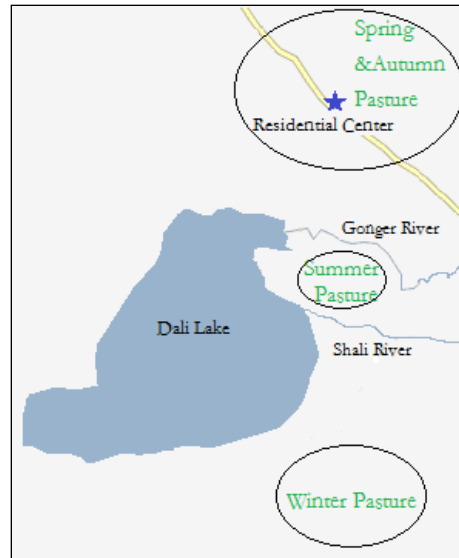 Spring
&Autumn
Pasture
Residential Center
Gonger River
Summer
Pasture
Dali Lake
Shali River
Winter Pasture